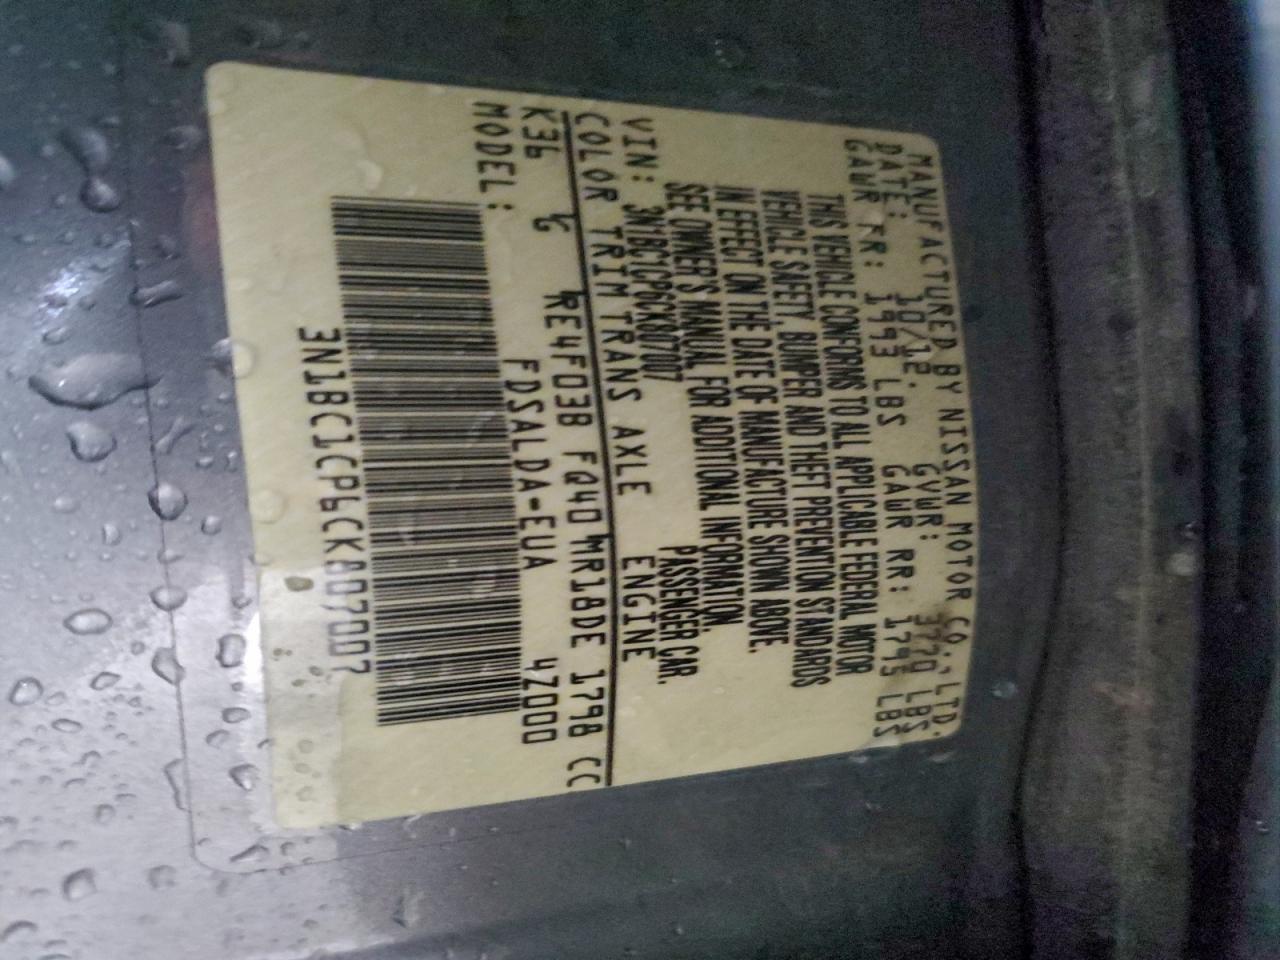 MANUFACTURED BY NISSAN MOTOR CO., LTD.
DATE: 10/12. GVWR: 3770 LBS
GAWR FR: 1993 LBS GAWR RR: 1795 LBS
THIS VEHICLE CONFORMS TO ALL APPLICABLE FEDERAL MOTOR
VEHICLE SAFETY, BUMPER AND THEFT PREVENTION STANDARDS
IN EFFECT ON THE DATE OF MANUFACTURE SHOWN ABOVE.
SEE OWNER'S MANUAL FOR ADDITIONAL INFORMATION.
VIN: 3N1BC1CP6CK807007 PASSENGER CAR.
COLOR TRIM TRANS AXLE ENGINE
K36 G RE4F03B FQ40 MR18DE 1798 CC
MODEL: FDSALDA-EUA 4Z000
3N1BC1CP6CK807007